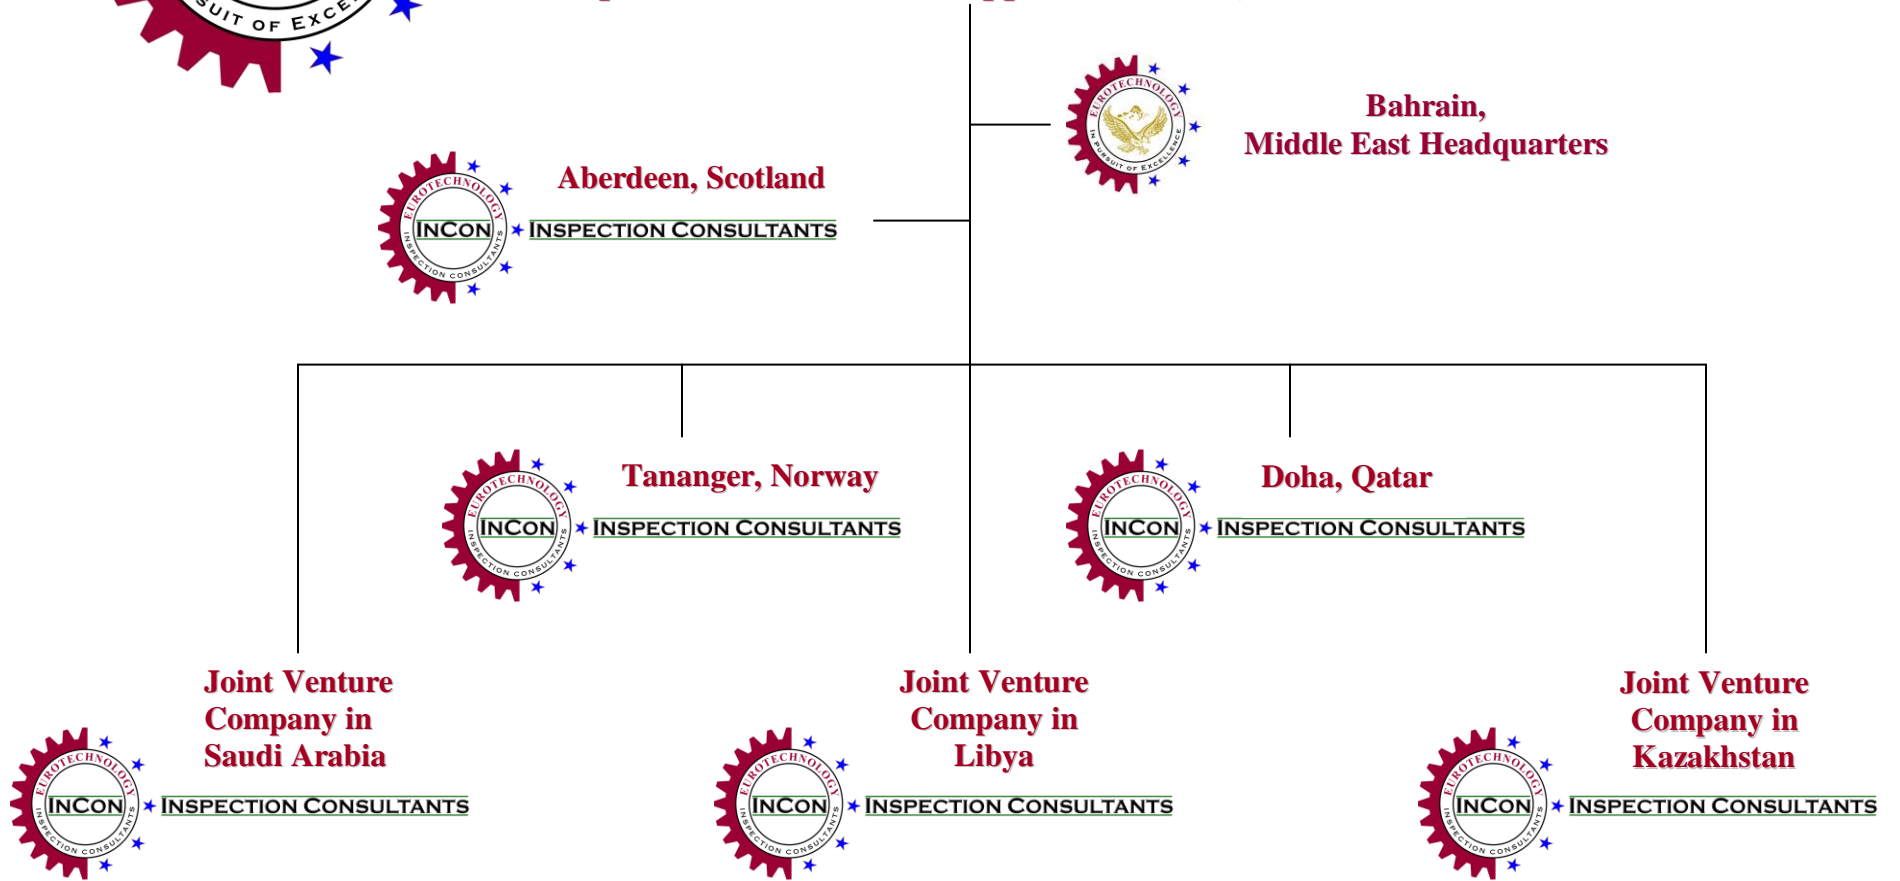 SUIT OF EXCE
EUROTECHNOLOGY
IN PURSUIT OF EXCELLENCE
Bahrain,
Middle East Headquarters
Aberdeen, Scotland
EUROTECHNOLOGY
INCON
INSPECTION CONSULTANTS
INSPECTION CONSULTANTS
Tananger, Norway
EUROTECHNOLOGY
INCON
INSPECTION CONSULTANTS
INSPECTION CONSULTANTS
Doha, Qatar
EUROTECHNOLOGY
INCON
INSPECTION CONSULTANTS
INSPECTION CONSULTANTS
Joint Venture
Company in
Saudi Arabia
EUROTECHNOLOGY
INCON
INSPECTION CONSULTANTS
INSPECTION CONSULTANTS
Joint Venture
Company in
Libya
EUROTECHNOLOGY
INCON
INSPECTION CONSULTANTS
INSPECTION CONSULTANTS
Joint Venture
Company in
Kazakhstan
EUROTECHNOLOGY
INCON
INSPECTION CONSULTANTS
INSPECTION CONSULTANTS